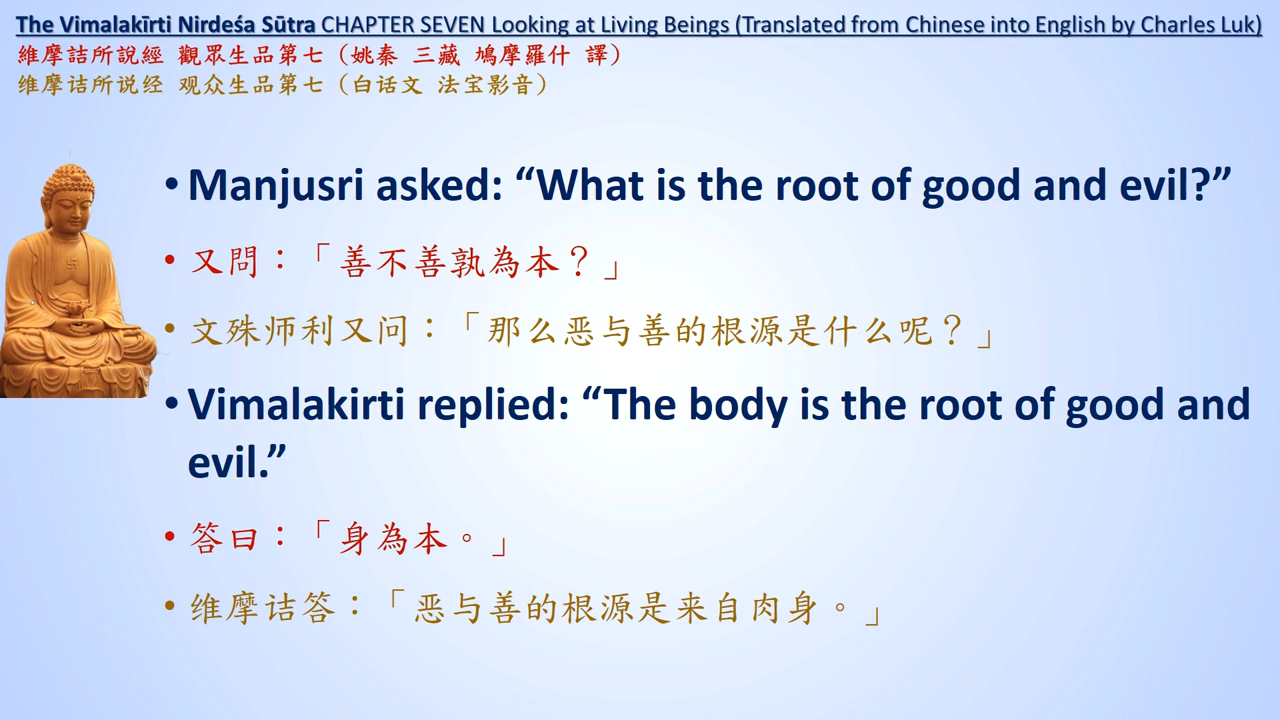 The Vimalakīrti Nirdeśa Sūtra CHAPTER SEVEN Looking at Living Beings (Translated from Chinese into English by Charles Luk)
維摩詰所說經 觀眾生品第七（姚秦 三藏 鳩摩羅什 譯）
维摩诘所说经 观众生品第七（白话文 法宝影音）
• Manjusri asked: “What is the root of good and evil?”
• 又問：「善不善孰為本？」
• 文殊师利又问：「那么恶与善的根源是什么呢？」
• Vimalakirti replied: “The body is the root of good and
evil.”
• 答曰：「身為本。」
• 维摩诘答：「恶与善的根源是来自肉身。」